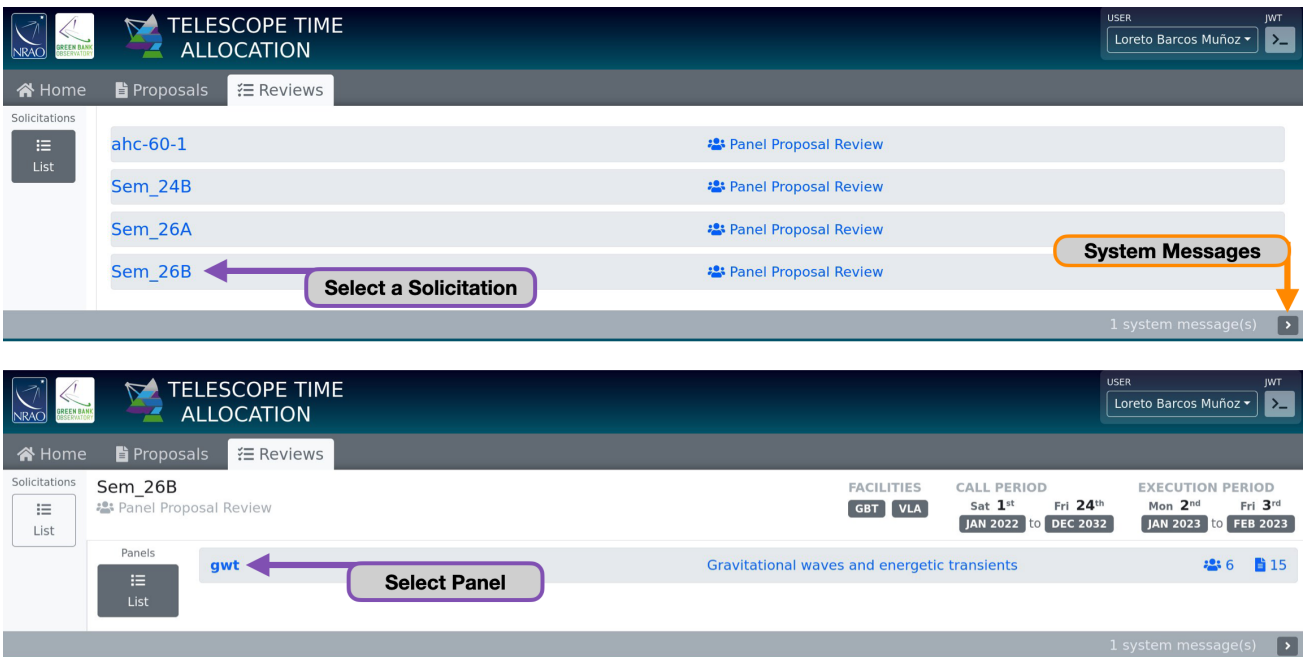 NRAO
GREEN BANK
OBSERVATORY
TELESCOPE TIME
ALLOCATION
USER
JWT
Loreto Barcos Muñoz
>_
Home
Proposals
Reviews
Solicitations
List
ahc-60-1
Panel Proposal Review
Sem_24B
Panel Proposal Review
Sem_26A
Panel Proposal Review
System Messages
Sem_26B
Panel Proposal Review
Select a Solicitation
1 system message(s)
NRAO
GREEN BANK
OBSERVATORY
TELESCOPE TIME
ALLOCATION
USER
JWT
Loreto Barcos Muñoz
>_
Home
Proposals
Reviews
Solicitations
List
Sem_26B
Panel Proposal Review
FACILITIES
GBT VLA
CALL PERIOD
Sat 1st Fri 24th
JAN 2022 to DEC 2032
EXECUTION PERIOD
Mon 2nd Fri 3rd
JAN 2023 to FEB 2023
Panels
List
gwt
Select Panel
Gravitational waves and energetic transients
6
15
1 system message(s)